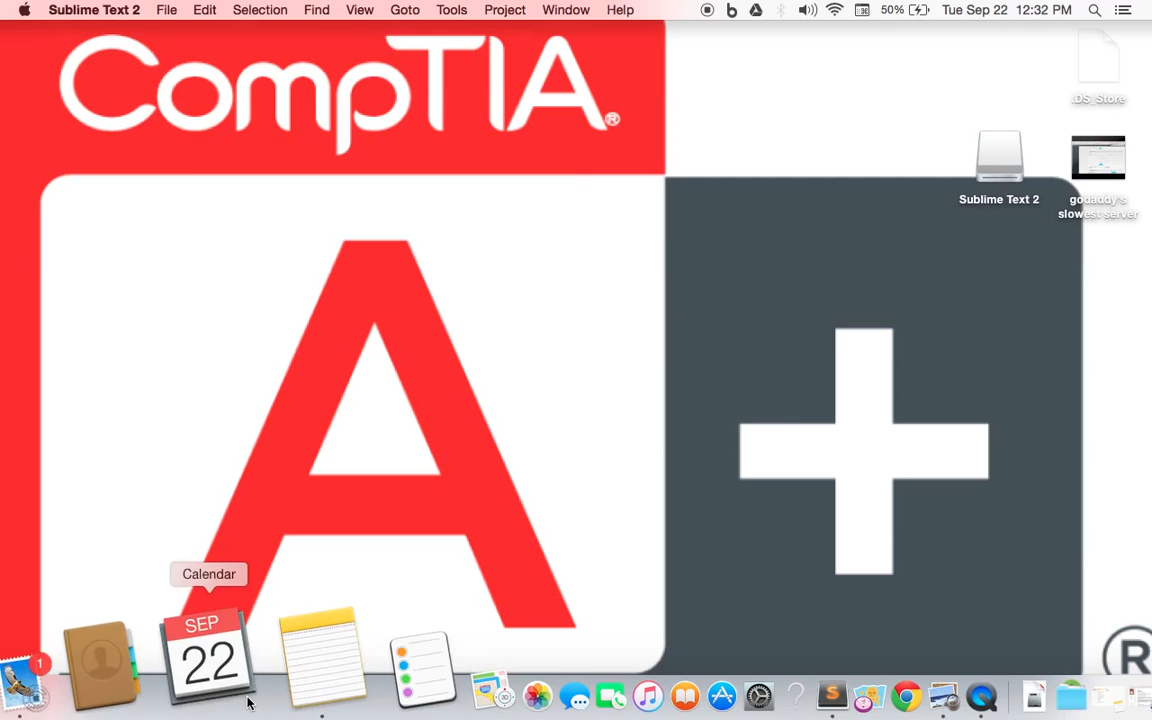 Sublime Text 2 File Edit Selection Find View Goto Tools Project Window Help 50% Tue Sep 22 12:32 PM
CompTIA®
.DS_Store
Sublime Text 2
godaddy's
slowest server
A+
®
Calendar
SEP
22
1
3D